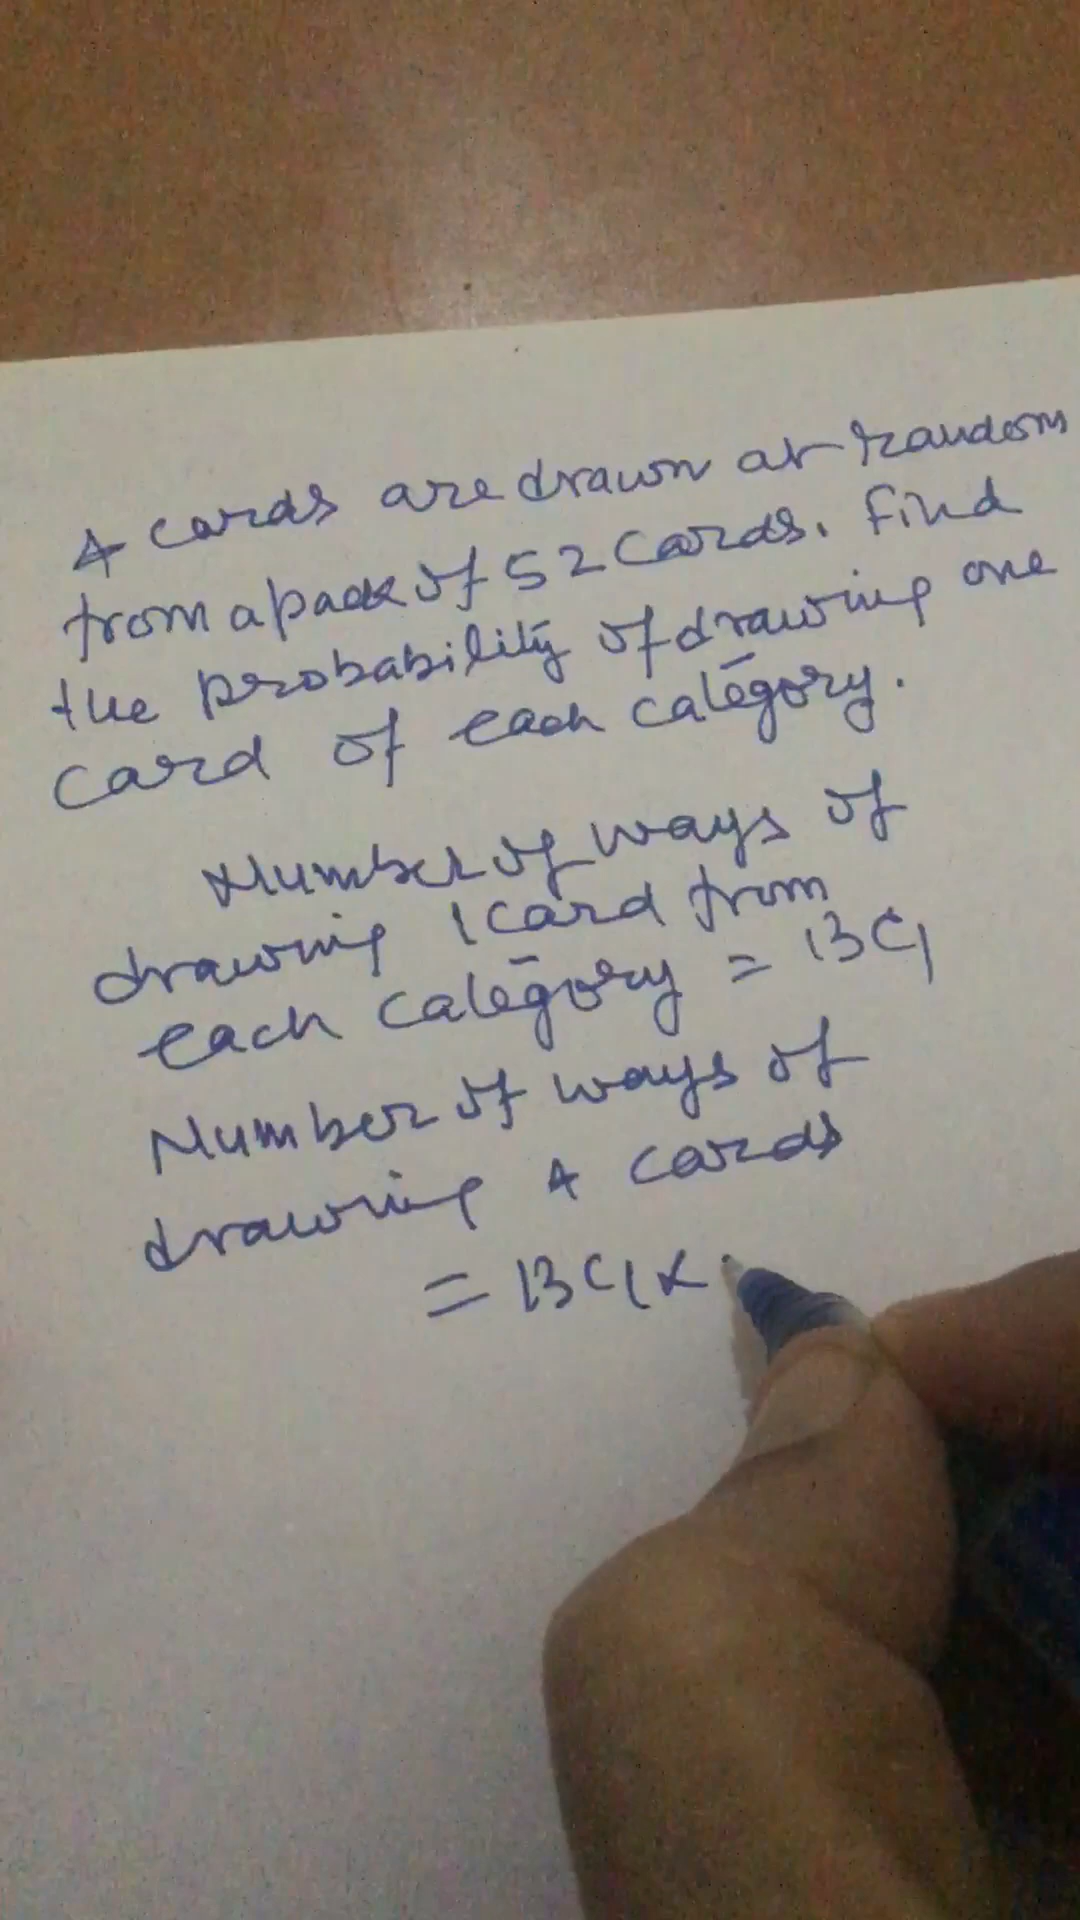 4 cards are drawn at random
from a pack of 52 cards. Find
the probability of drawing one
card of each category.
Number of ways of
drawing 1 card from
each category = 13C1
Number of ways of
drawing 4 cards
= 13C1 ×